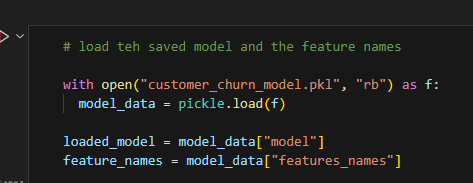 # load teh saved model and the feature names
with open("customer_churn_model.pkl", "rb") as f:
model_data = pickle.load(f)
loaded_model = model_data["model"]
feature_names = model_data["features_names"]